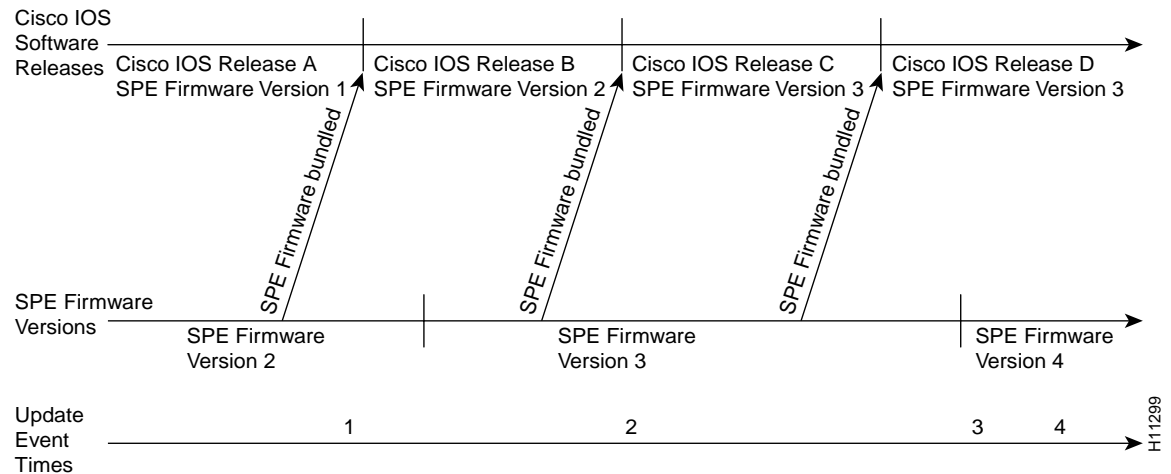 Cisco IOS
Software
Releases
Cisco IOS Release A
SPE Firmware Version 1
Cisco IOS Release B
SPE Firmware Version 2
Cisco IOS Release C
SPE Firmware Version 3
Cisco IOS Release D
SPE Firmware Version 3
SPE Firmware bundled
SPE Firmware bundled
SPE Firmware bundled
SPE Firmware
Versions
SPE Firmware
Version 2
SPE Firmware
Version 3
SPE Firmware
Version 4
Update
Event
Times
1
2
3
4
H11299